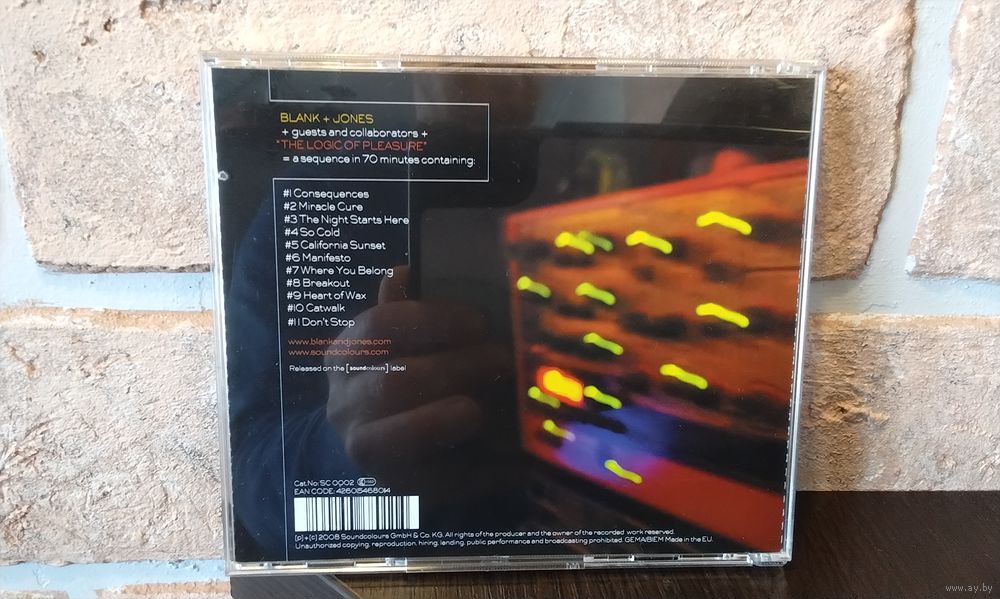 BLANK + JONES
+ guests and collaborators +
"THE LOGIC OF PLEASURE"
= a sequence in 70 minutes containing:
#1 Consequences
#2 Miracle Cure
#3 The Night Starts Here
#4 So Cold
#5 California Sunset
#6 Manifesto
#7 Where You Belong
#8 Breakout
#9 Heart of Wax
#10 Catwalk
#11 Don't Stop
www.blankandjones.com
www.soundcolours.com
Released on the [soundcolours] label
Cat.No: SC 0002
EAN CODE: 426015468014
(p)+(c) 2008 Soundcolours GmbH & Co. KG. All rights of the producer and the owner of the recorded work reserved.
Unauthorized copying, reproduction, hiring, lending, public performance and broadcasting prohibited. GEMA/BIEM Made in the EU.
www.ay.by